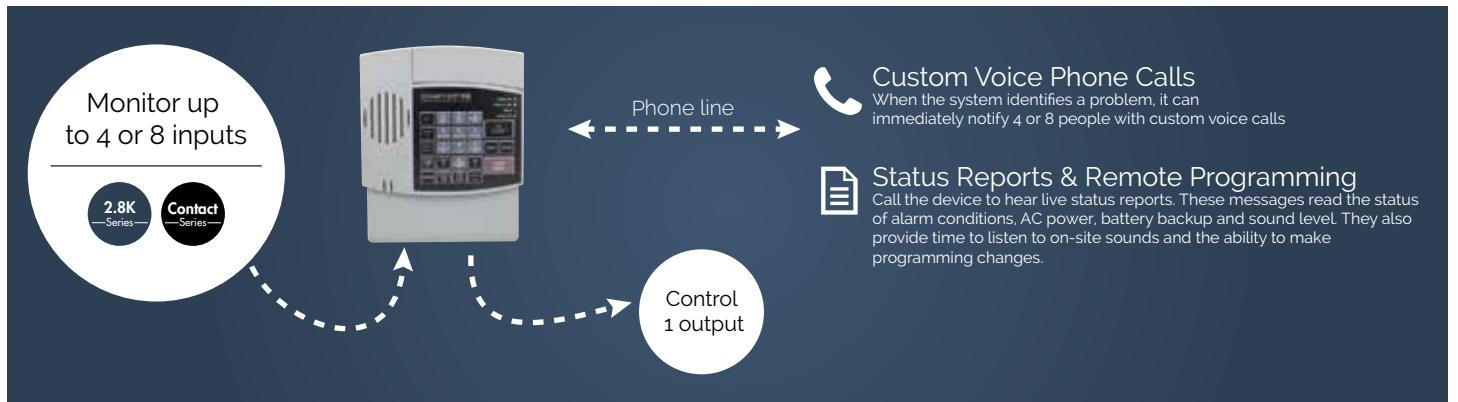 Monitor up
to 4 or 8 inputs
2.8K
Series
Contact
Series
Phone line
Control
1 output
Custom Voice Phone Calls
When the system identifies a problem, it can
immediately notify 4 or 8 people with custom voice calls
Status Reports & Remote Programming
Call the device to hear live status reports. These messages read the status
of alarm conditions, AC power, battery backup and sound level. They also
provide time to listen to on-site sounds and the ability to make
programming changes.